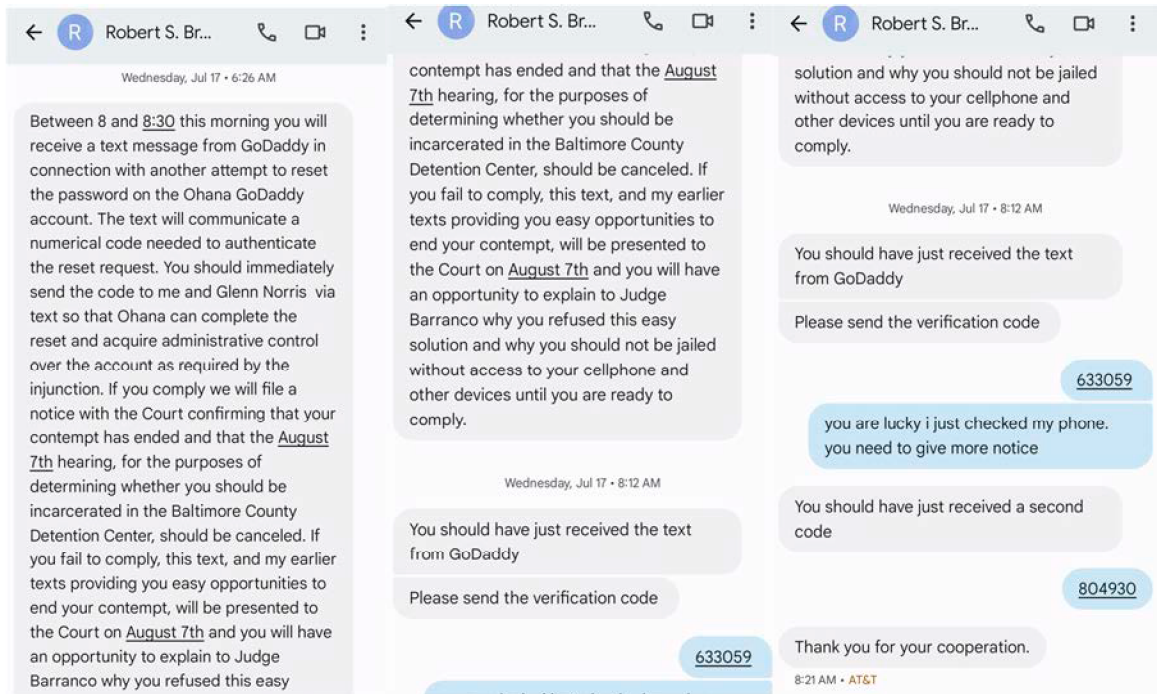 Robert S. Br...
Wednesday, Jul 17 • 6:26 AM
Between 8 and 8:30 this morning you will
receive a text message from GoDaddy in
connection with another attempt to reset
the password on the Ohana GoDaddy
account. The text will communicate a
numerical code needed to authenticate
the reset request. You should immediately
send the code to me and Glenn Norris via
text so that Ohana can complete the
reset and acquire administrative control
over the account as required by the
injunction. If you comply we will file a
notice with the Court confirming that your
contempt has ended and that the August
7th hearing, for the purposes of
determining whether you should be
incarcerated in the Baltimore County
Detention Center, should be canceled. If
you fail to comply, this text, and my earlier
texts providing you easy opportunities to
end your contempt, will be presented to
the Court on August 7th and you will have
an opportunity to explain to Judge
Barranco why you refused this easy
Robert S. Br...
contempt has ended and that the August
7th hearing, for the purposes of
determining whether you should be
incarcerated in the Baltimore County
Detention Center, should be canceled. If
you fail to comply, this text, and my earlier
texts providing you easy opportunities to
end your contempt, will be presented to
the Court on August 7th and you will have
an opportunity to explain to Judge
Barranco why you refused this easy
solution and why you should not be jailed
without access to your cellphone and
other devices until you are ready to
comply.
Wednesday, Jul 17 • 8:12 AM
You should have just received the text
from GoDaddy
Please send the verification code
633059
Robert S. Br...
solution and why you should not be jailed
without access to your cellphone and
other devices until you are ready to
comply.
Wednesday, Jul 17 • 8:12 AM
You should have just received the text
from GoDaddy
Please send the verification code
633059
you are lucky i just checked my phone.
you need to give more notice
You should have just received a second
code
804930
Thank you for your cooperation.
8:21 AM • AT&T